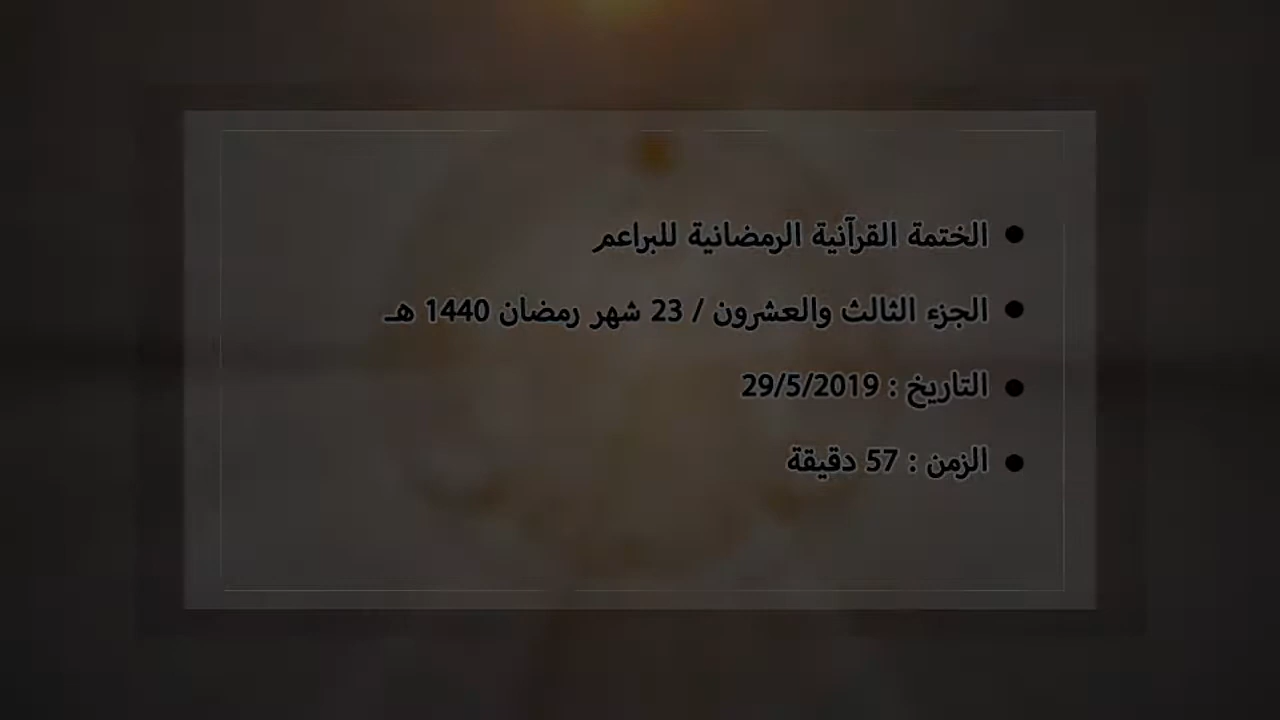 • الختمة القرآنية الرمضانية للبراعم
• الجزء الثالث والعشرون / 23 شهر رمضان 1440 هـ
• التاريخ : 29/5/2019
• الزمن : 57 دقيقة